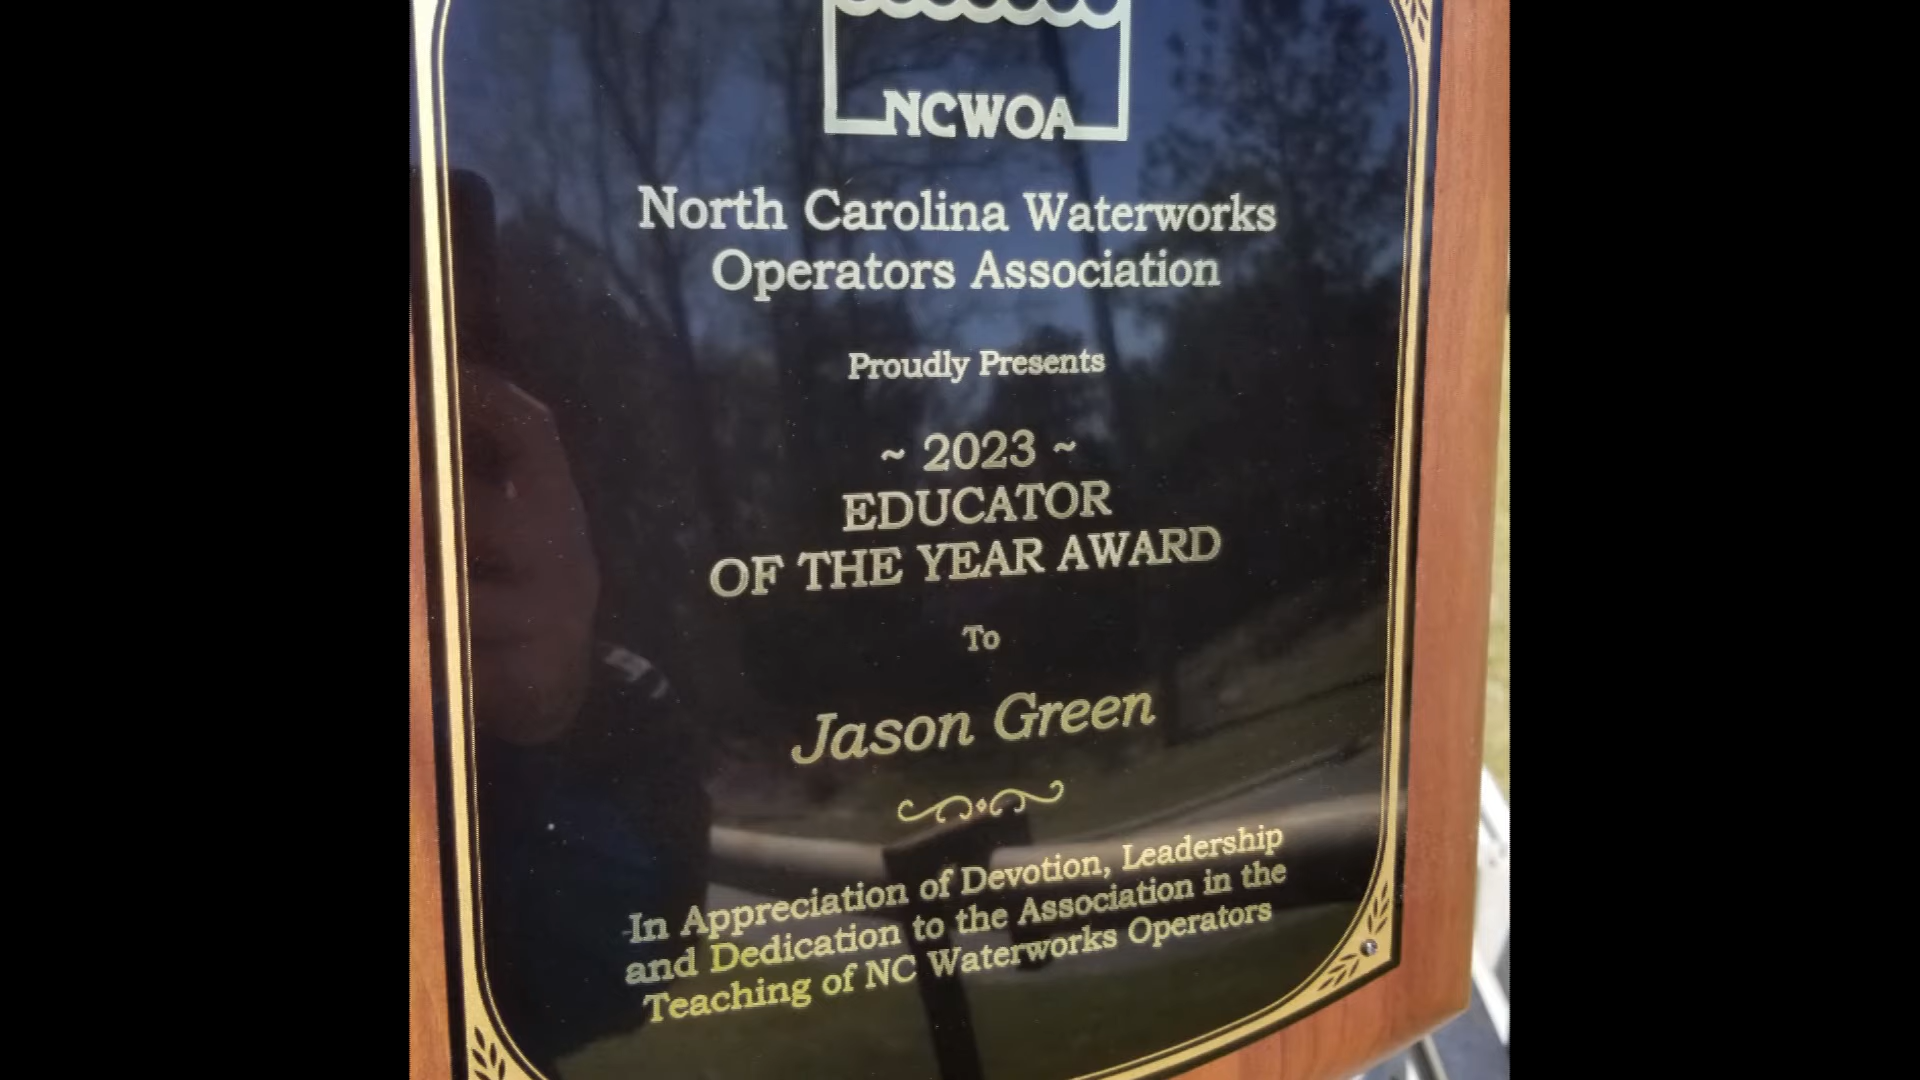 NCWOA
North Carolina Waterworks
Operators Association
Proudly Presents
~ 2023 ~
EDUCATOR
OF THE YEAR AWARD
To
Jason Green
In Appreciation of Devotion, Leadership
and Dedication to the Association in the
Teaching of NC Waterworks Operators